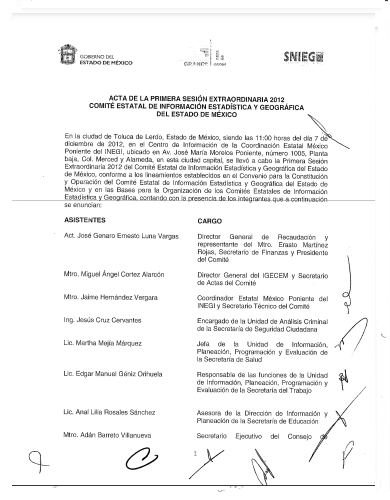 GOBIERNO DEL
ESTADO DE MÉXICO
GRANDE
SNIEG
ACTA DE LA PRIMERA SESIÓN EXTRAORDINARIA 2012
COMITÉ ESTATAL DE INFORMACIÓN ESTADÍSTICA Y GEOGRÁFICA
DEL ESTADO DE MÉXICO
En la ciudad de Toluca de Lerdo, Estado de México, siendo las 11:00 horas del día 7 de
diciembre de 2012, en el Centro de Información de la Coordinación Estatal México
Poniente del INEGI, ubicado en Av. José María Morelos Poniente, número 1005, Planta
baja, Col. Merced y Alameda, en esta ciudad capital, se llevó a cabo la Primera Sesión
Extraordinaria 2012 del Comité Estatal de Información Estadística y Geográfica del Estado
de México, conforme a los lineamientos establecidos en el Convenio para la Constitución
y Operación del Comité Estatal de Información Estadística y Geográfica del Estado de
México y en las Bases para la Organización de los Comités Estatales de Información
Estadística y Geográfica, contando con la presencia de los integrantes que a continuación
se enuncian:
ASISTENTES CARGO
Act. José Genaro Ernesto Luna Vargas Director General de Recaudación y
representante del Mtro. Erasto Martínez
Rojas, Secretario de Finanzas y Presidente
del Comité
Mtro. Miguel Ángel Cortez Alarcón Director General del IGECEM y Secretario
de Actas del Comité
Mtro. Jaime Hernández Vergara Coordinador Estatal México Poniente del
INEGI y Secretario Técnico del Comité
Ing. Jesús Cruz Cervantes Encargado de la Unidad de Análisis Criminal
de la Secretaría de Seguridad Ciudadana
Lic. Martha Mejía Márquez Jefa de la Unidad de Información,
Planeación, Programación y Evaluación de
la Secretaría de Salud
Lic. Edgar Manuel Géniz Orihuela Responsable de las funciones de la Unidad
de Información, Planeación, Programación y
Evaluación de la Secretaría del Trabajo
Lic. Anai Lilis Rosales Sánchez Asesora de la Dirección de Información y
Planeación de la Secretaría de Educación
Mtro. Adán Barreto Villanueva Secretario Ejecutivo del Consejo de
1